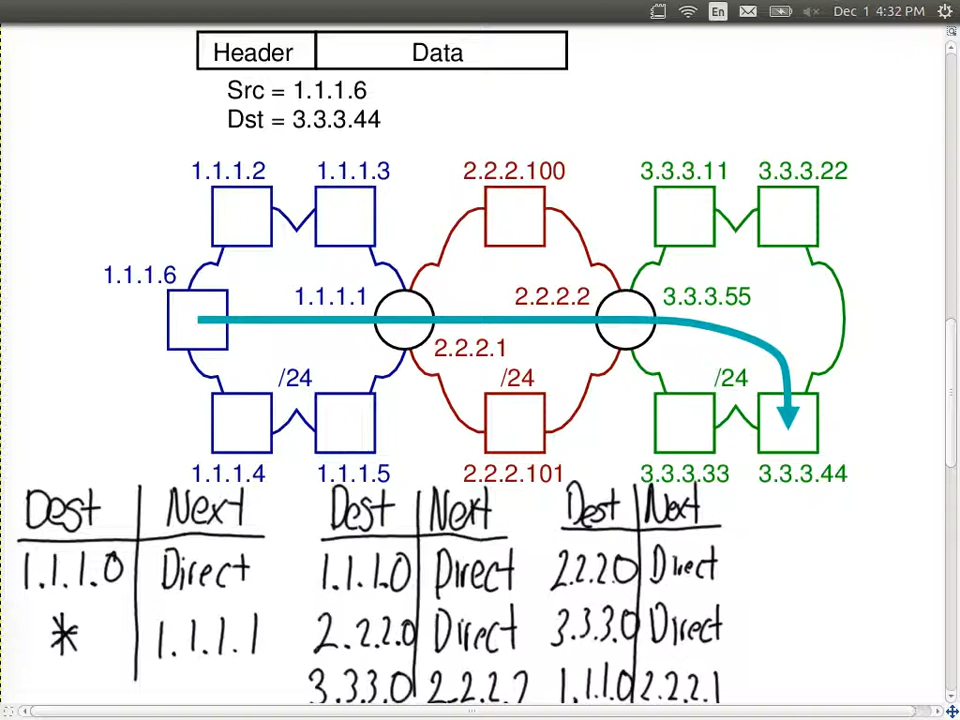 En Dec 1 4:32 PM
Header Data
Src = 1.1.1.6
Dst = 3.3.3.44
1.1.1.2 1.1.1.3 2.2.2.100 3.3.3.11 3.3.3.22
1.1.1.6
1.1.1.1 2.2.2.2 3.3.3.55
2.2.2.1
/24 /24 /24
1.1.1.4 1.1.1.5 2.2.2.101 3.3.3.33 3.3.3.44
Dest Next Dest Next Dest Next
1.1.1.0 Direct 1.1.1.0 Direct 2.2.2.0 Direct
* 1.1.1.1 2.2.2.0 Direct 3.3.3.0 Direct
3.3.3.0 2.2.2.2 1.1.1.0 2.2.2.1